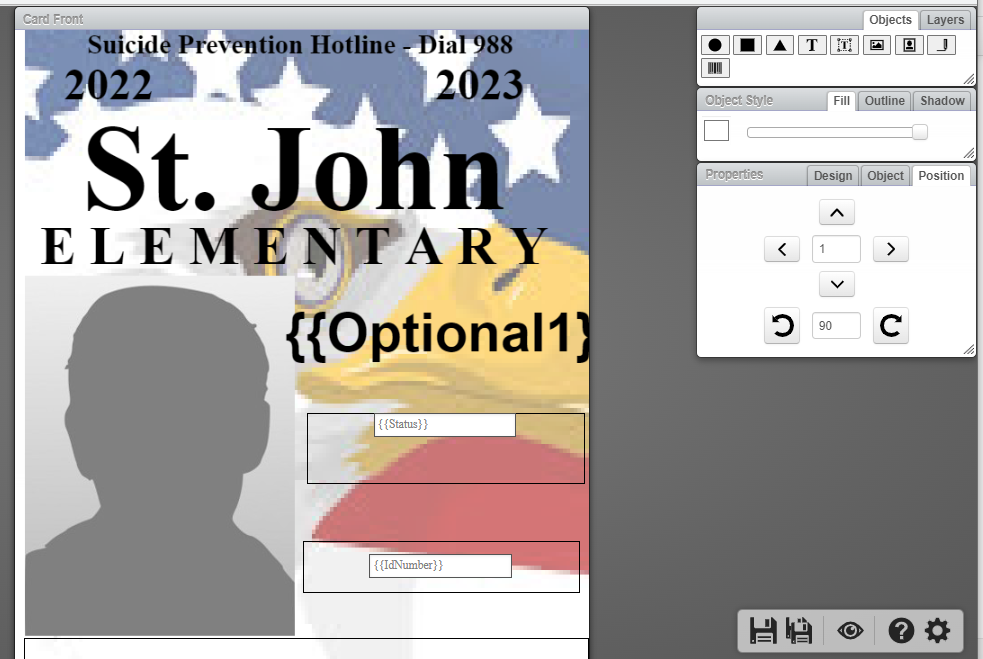 Card Front
Suicide Prevention Hotline - Dial 988
2022 2023
St. John
ELEMENTARY
{{Optional1}
{{Status}}
{{IdNumber}}
Objects Layers
T T
Object Style Fill Outline Shadow
Properties Design Object Position
1
90
?